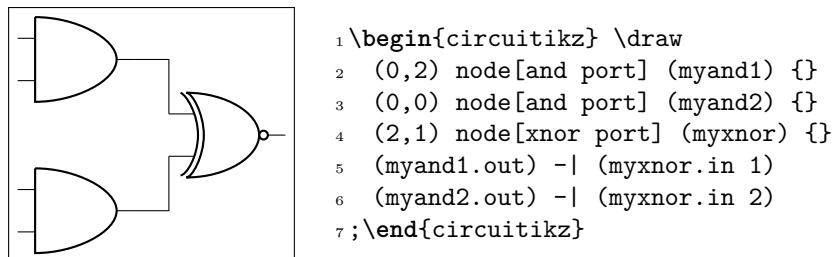 1 \begin{circuitikz} \draw
2 (0,2) node[and port] (myand1) {}
3 (0,0) node[and port] (myand2) {}
4 (2,1) node[xnor port] (myxnor) {}
5 (myand1.out) -| (myxnor.in 1)
6 (myand2.out) -| (myxnor.in 2)
7 ;\end{circuitikz}